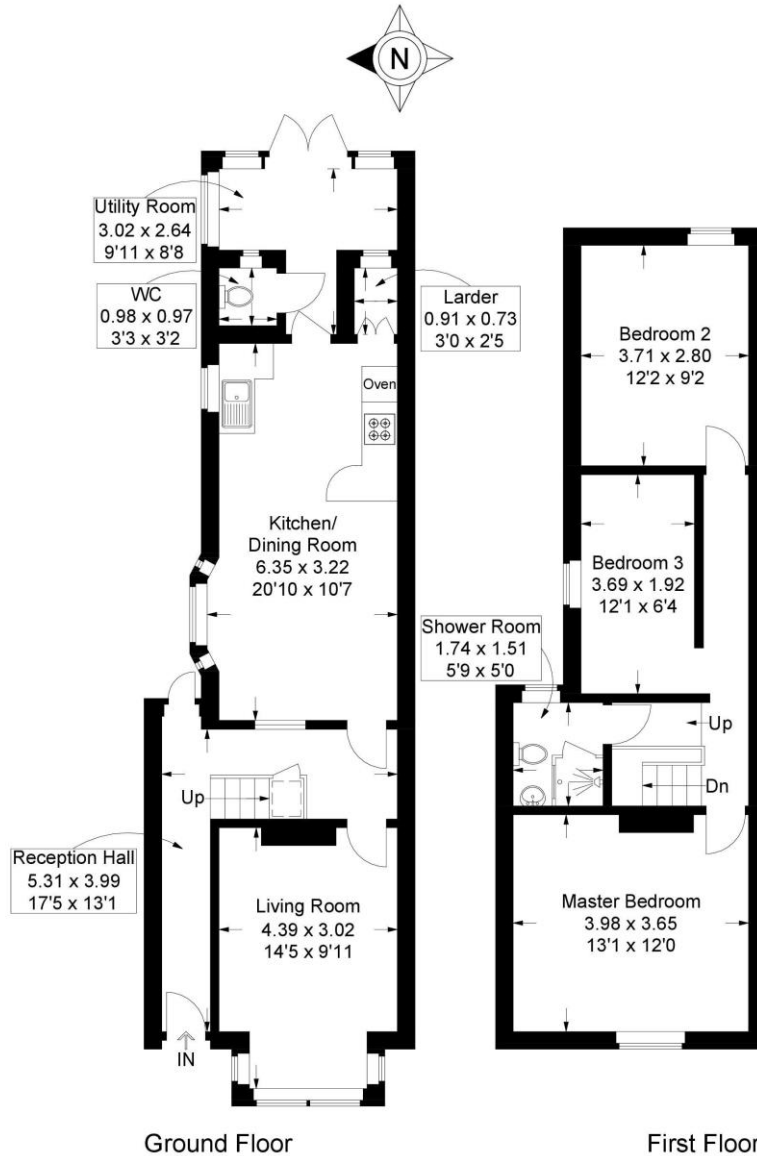 N
Utility Room
3.02 x 2.64
9'11 x 8'8
WC
0.98 x 0.97
3'3 x 3'2
Larder
0.91 x 0.73
3'0 x 2'5
Oven
Kitchen/
Dining Room
6.35 x 3.22
20'10 x 10'7
Up
Reception Hall
5.31 x 3.99
17'5 x 13'1
Living Room
4.39 x 3.02
14'5 x 9'11
IN
Ground Floor
Bedroom 2
3.71 x 2.80
12'2 x 9'2
Bedroom 3
3.69 x 1.92
12'1 x 6'4
Shower Room
1.74 x 1.51
5'9 x 5'0
Up
Dn
Master Bedroom
3.98 x 3.65
13'1 x 12'0
First Floor